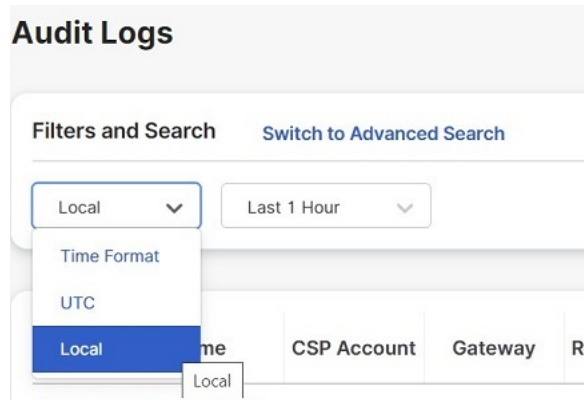 Audit Logs
Filters and Search Switch to Advanced Search
Local Last 1 Hour
Time Format
UTC
Local
CSP Account Gateway
Local